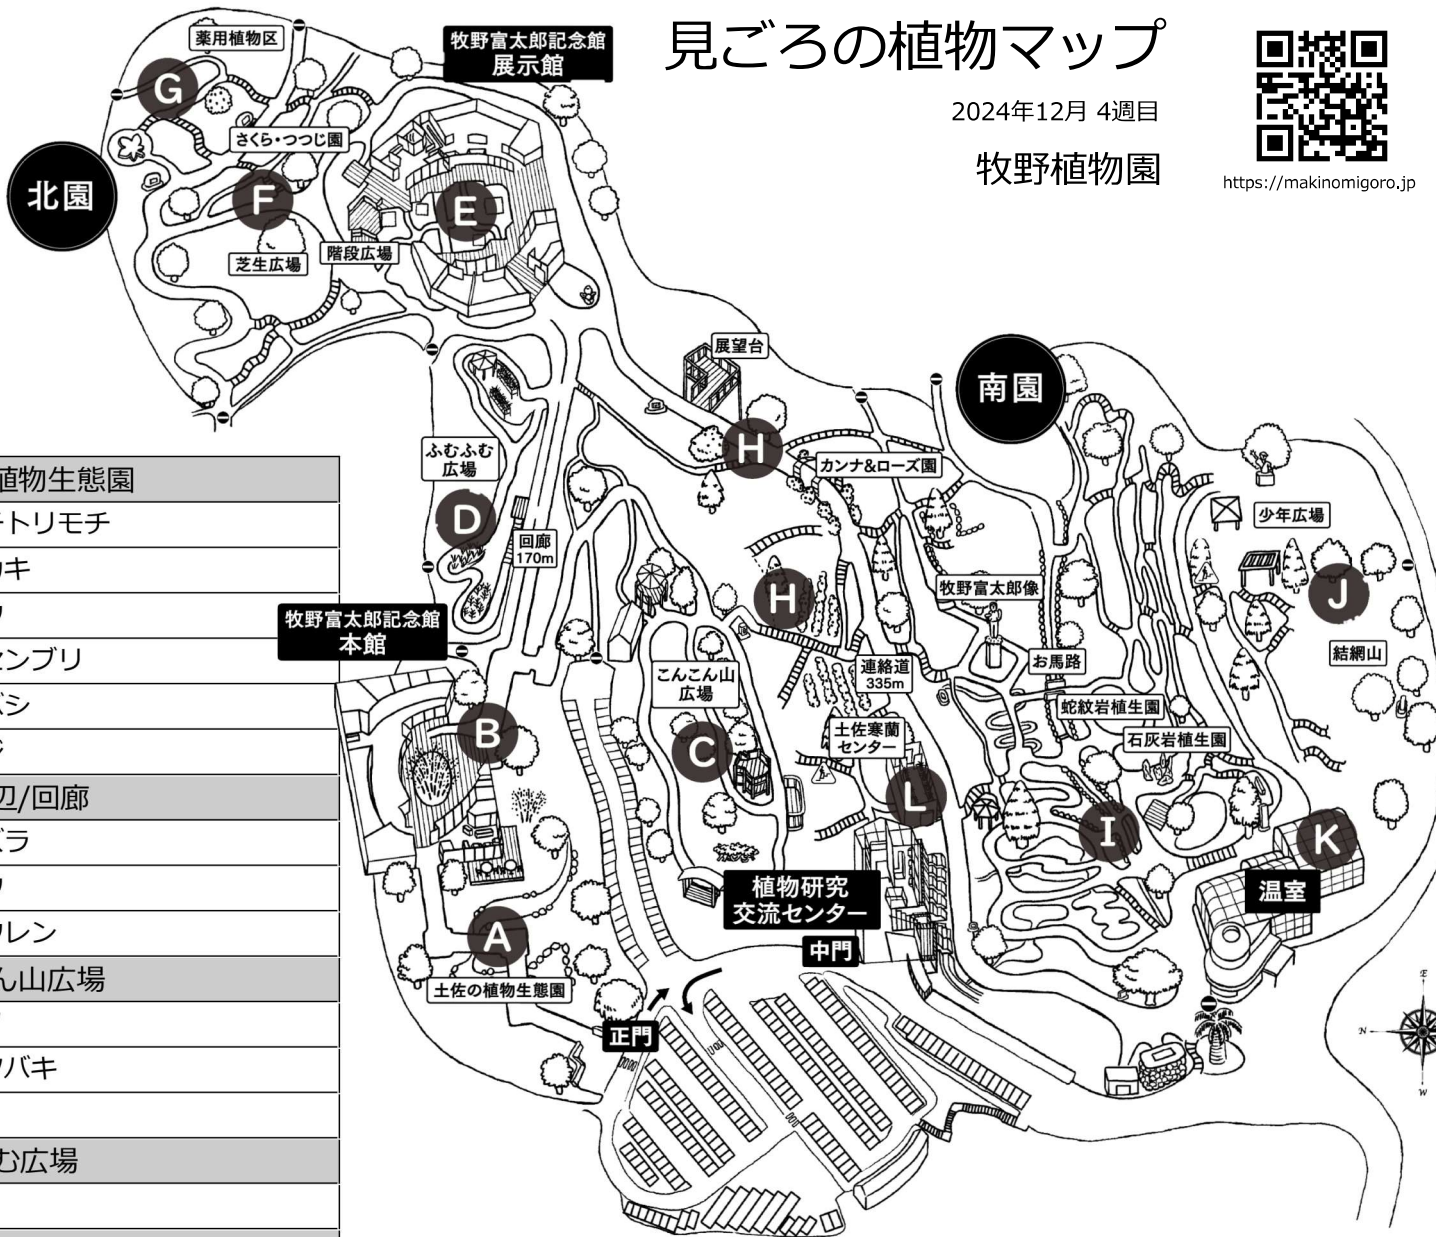 見ごろの植物マップ
2024年12月 4週目
牧野植物園
https://makinomigoro.jp
薬用植物区
牧野富太郎記念館
展示館
G
さくら・つつじ園
北園
F
E
階段広場
芝生広場
展望台
南園
ふむふむ
広場
H
カンナ&ローズ園
D
回廊
170m
少年広場
牧野富太郎像
H
J
牧野富太郎記念館
本館
こんこん山
広場
連絡道
335m
お馬路
結網山
蛇紋岩植生園
B
C
土佐寒蘭
センター
石灰岩植生園
L
I
K
植物研究
交流センター
温室
中門
A
土佐の植物生態園
正門
E
N
W
植物生態園
トリモチ
キ
センブリ
シ
辺/回廊
ラ
レン
ん山広場
バキ
む広場